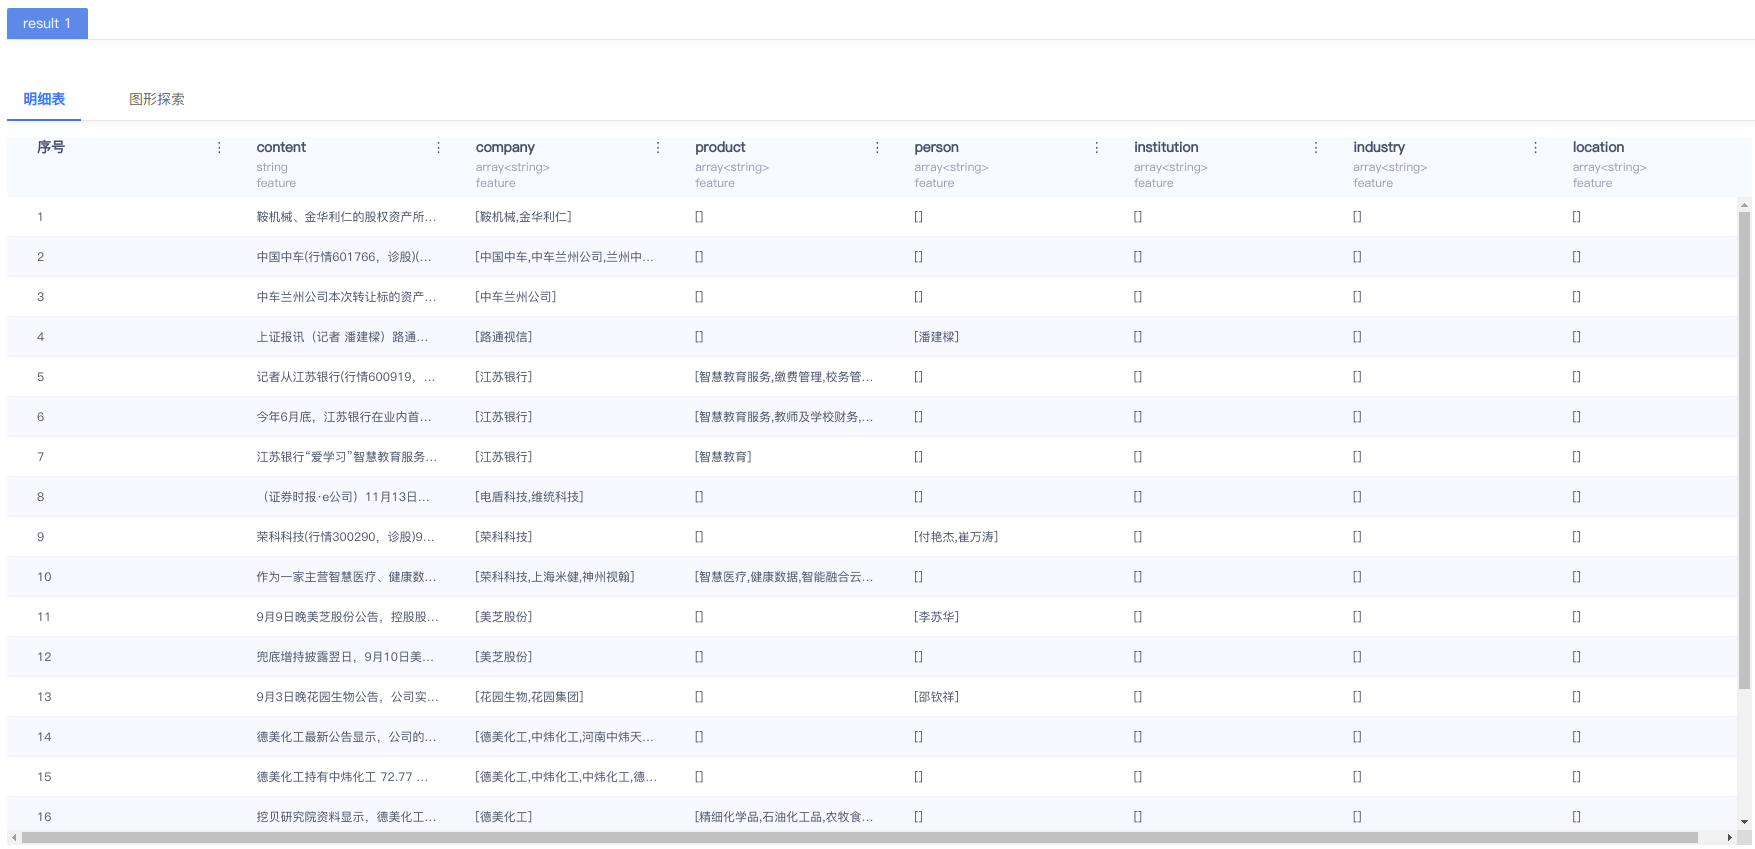 result 1
明细表 图形探索
序号 ⋮ content ⋮ company ⋮ product ⋮ person ⋮ institution ⋮ industry ⋮ location
string array<string> array<string> array<string> array<string> array<string> array<string>
feature feature feature feature feature feature feature
1 鞍机械、金华利仁的股权资产所... [鞍机械,金华利仁] [] [] [] [] []
2 中国中车(行情601766，诊股)(... [中国中车,中车兰州公司,兰州中... [] [] [] [] []
3 中车兰州公司本次转让标的资产... [中车兰州公司] [] [] [] [] []
4 上证报讯（记者 潘建樑）路通... [路通视信] [] [潘建樑] [] [] []
5 记者从江苏银行(行情600919，... [江苏银行] [智慧教育服务,缴费管理,校务管... [] [] [] []
6 今年6月底，江苏银行在业内首... [江苏银行] [智慧教育服务,教师及学校财务,... [] [] [] []
7 江苏银行“爱学习”智慧教育服务... [江苏银行] [智慧教育] [] [] [] []
8 （证券时报·e公司）11月13日... [电盾科技,维统科技] [] [] [] [] []
9 荣科科技(行情300290，诊股)9... [荣科科技] [] [付艳杰,崔万涛] [] [] []
10 作为一家主营智慧医疗、健康数... [荣科科技,上海米健,神州视翰] [智慧医疗,健康数据,智能融合云... [] [] [] []
11 9月9日晚美芝股份公告，控股股... [美芝股份] [] [李苏华] [] [] []
12 兜底增持披露翌日，9月10日美... [美芝股份] [] [] [] [] []
13 9月3日晚花园生物公告，公司实... [花园生物,花园集团] [] [邵钦祥] [] [] []
14 德美化工最新公告显示，公司的... [德美化工,中炜化工,河南中炜天... [] [] [] [] []
15 德美化工持有中炜化工 72.77 ... [德美化工,中炜化工,中炜化工,德... [] [] [] [] []
16 挖贝研究院资料显示，德美化工... [德美化工] [精细化学品,石油化工品,农牧食... [] [] [] []